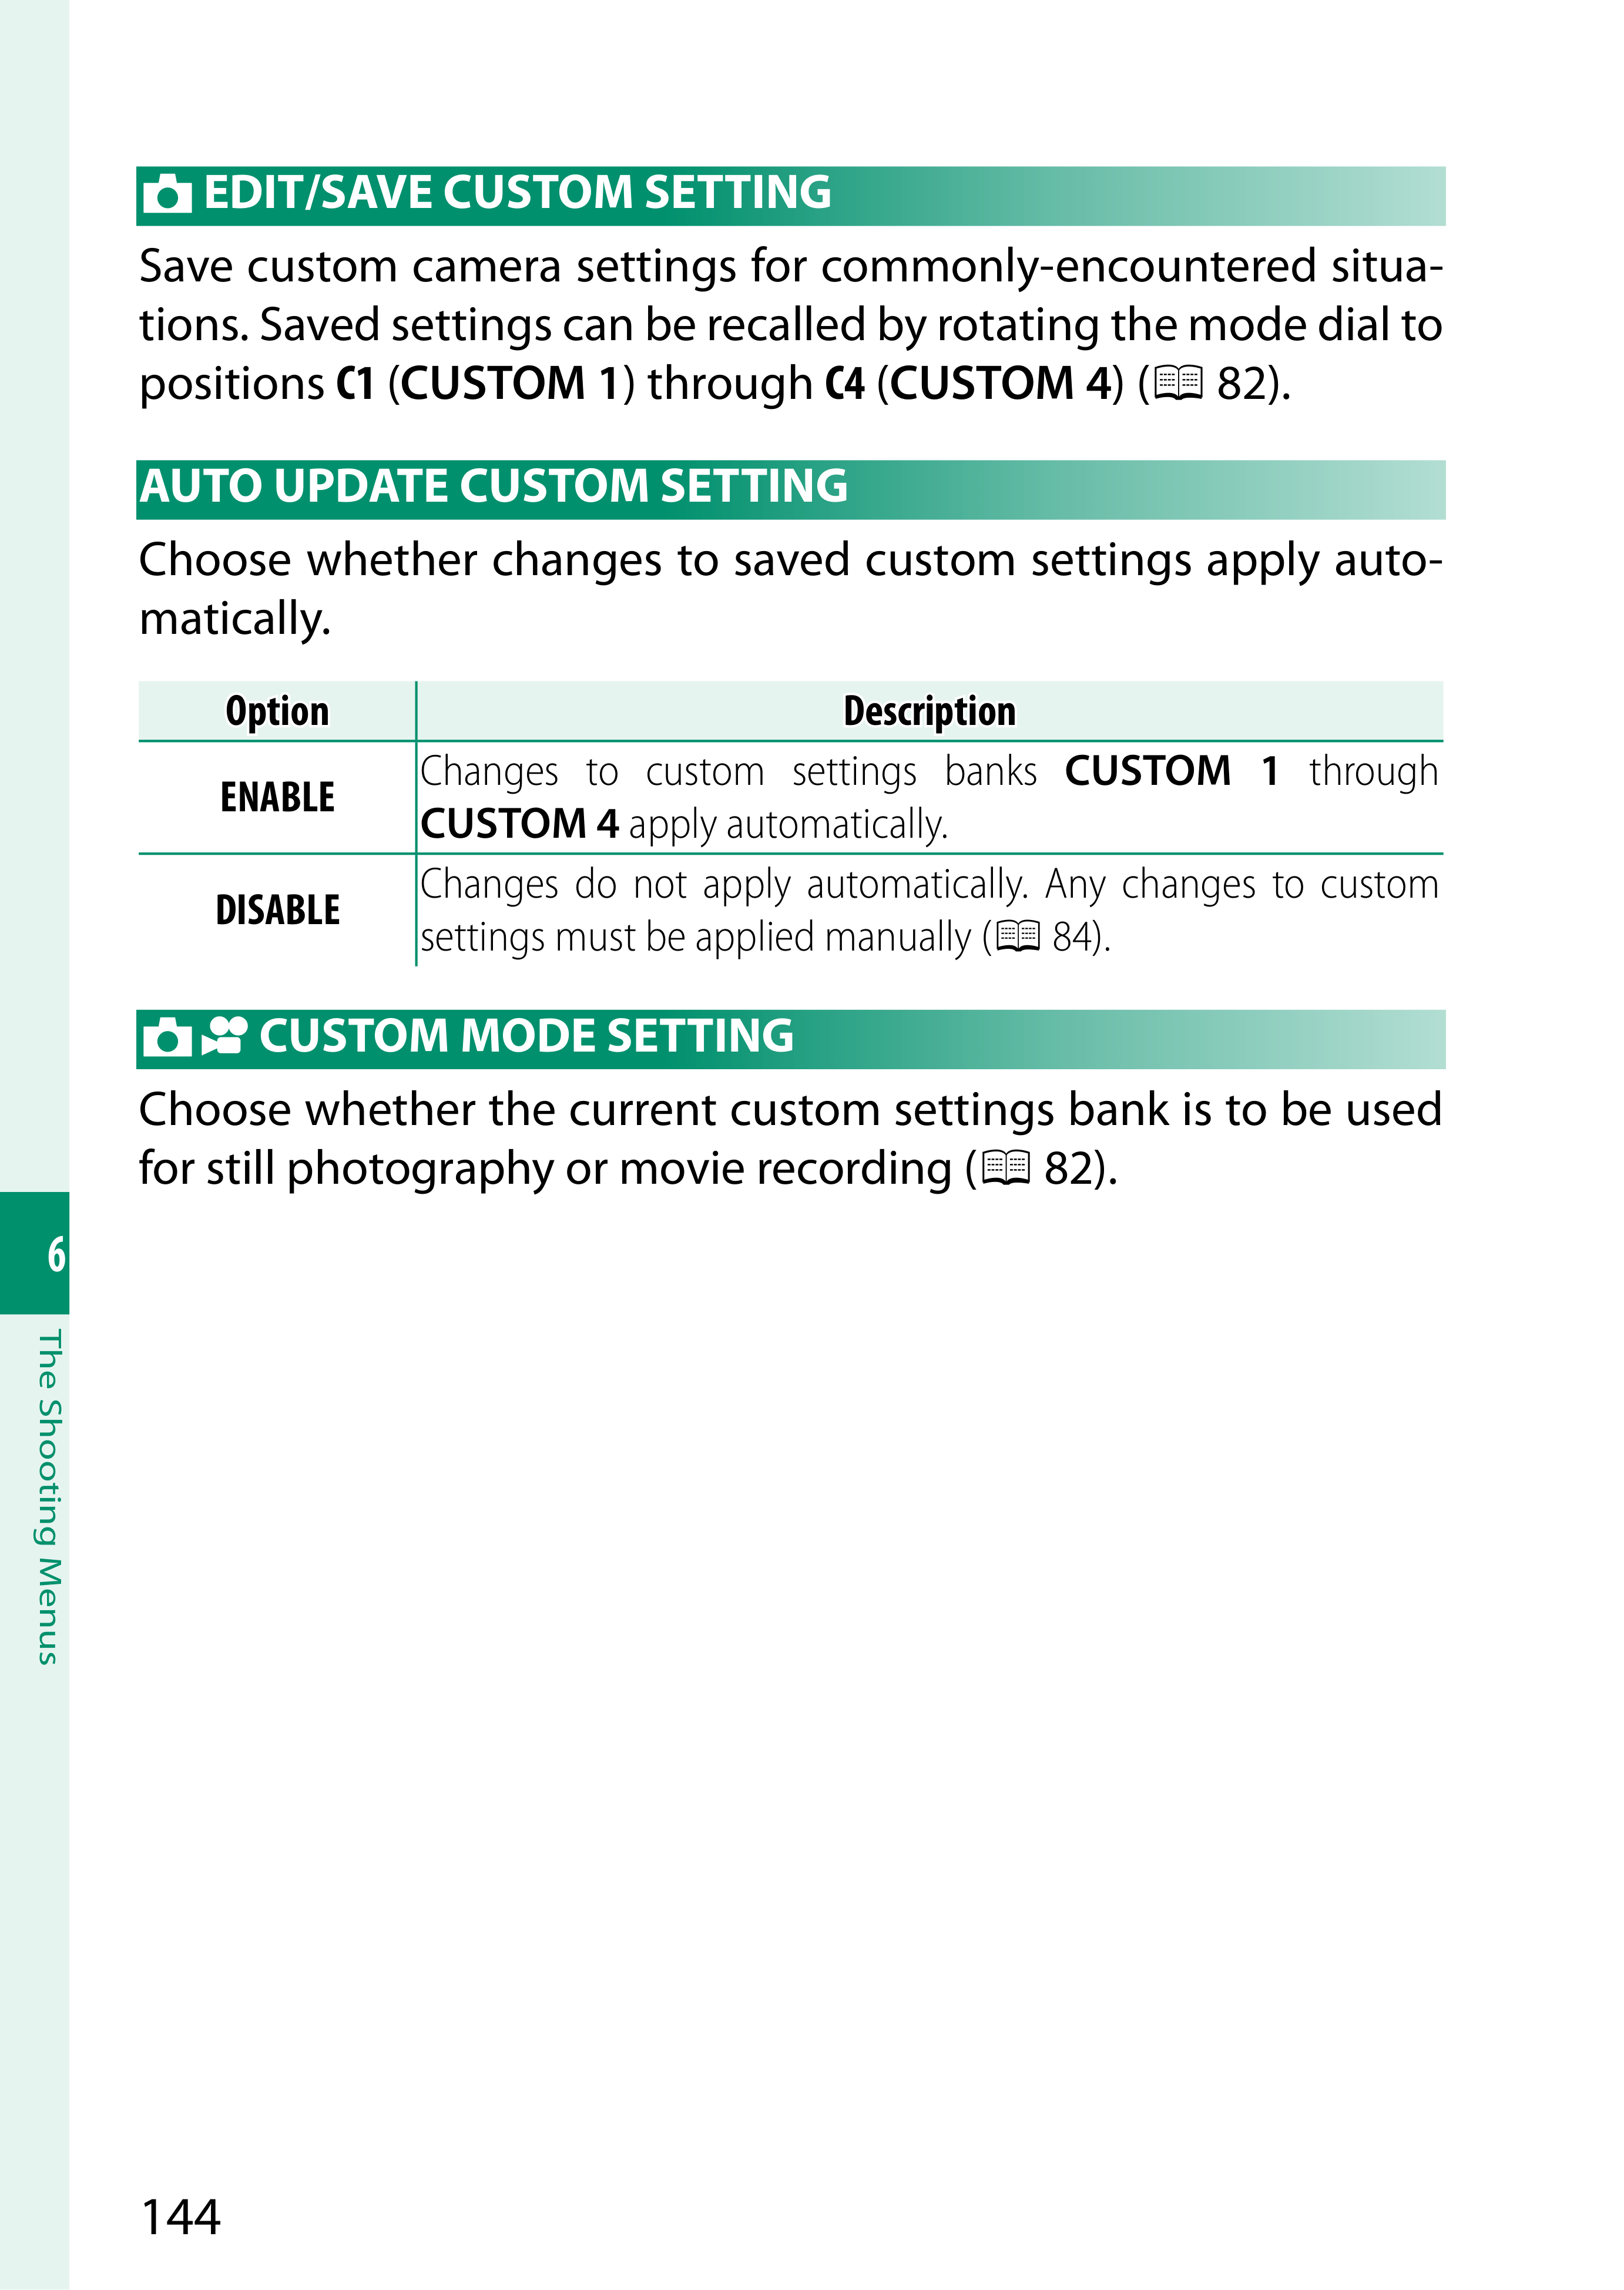 EDIT/SAVE CUSTOM SETTING
Save custom camera settings for commonly-encountered situa-
tions. Saved settings can be recalled by rotating the mode dial to
positions C1 (CUSTOM 1) through C4 (CUSTOM 4) (📖 82).
AUTO UPDATE CUSTOM SETTING
Choose whether changes to saved custom settings apply auto-
matically.
Option Description
ENABLE Changes to custom settings banks CUSTOM 1 through
CUSTOM 4 apply automatically.
DISABLE Changes do not apply automatically. Any changes to custom
settings must be applied manually (📖 84).
CUSTOM MODE SETTING
Choose whether the current custom settings bank is to be used
for still photography or movie recording (📖 82).
6
The Shooting Menus
144